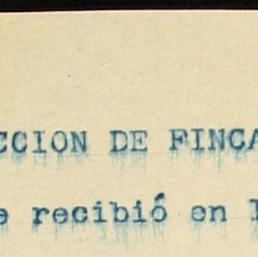 CCION DE FINCA
e recibió en